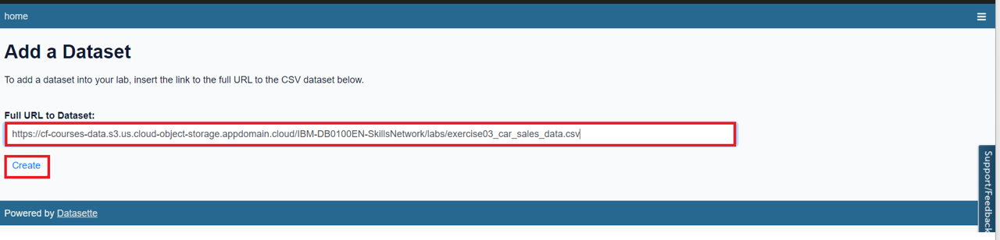 home
Add a Dataset
To add a dataset into your lab, insert the link to the full URL to the CSV dataset below.
Full URL to Dataset:
https://cf-courses-data.s3.us.cloud-object-storage.appdomain.cloud/IBM-DB0100EN-SkillsNetwork/labs/exercise03_car_sales_data.csv
Create
Support/Feedback
Powered by Datasette